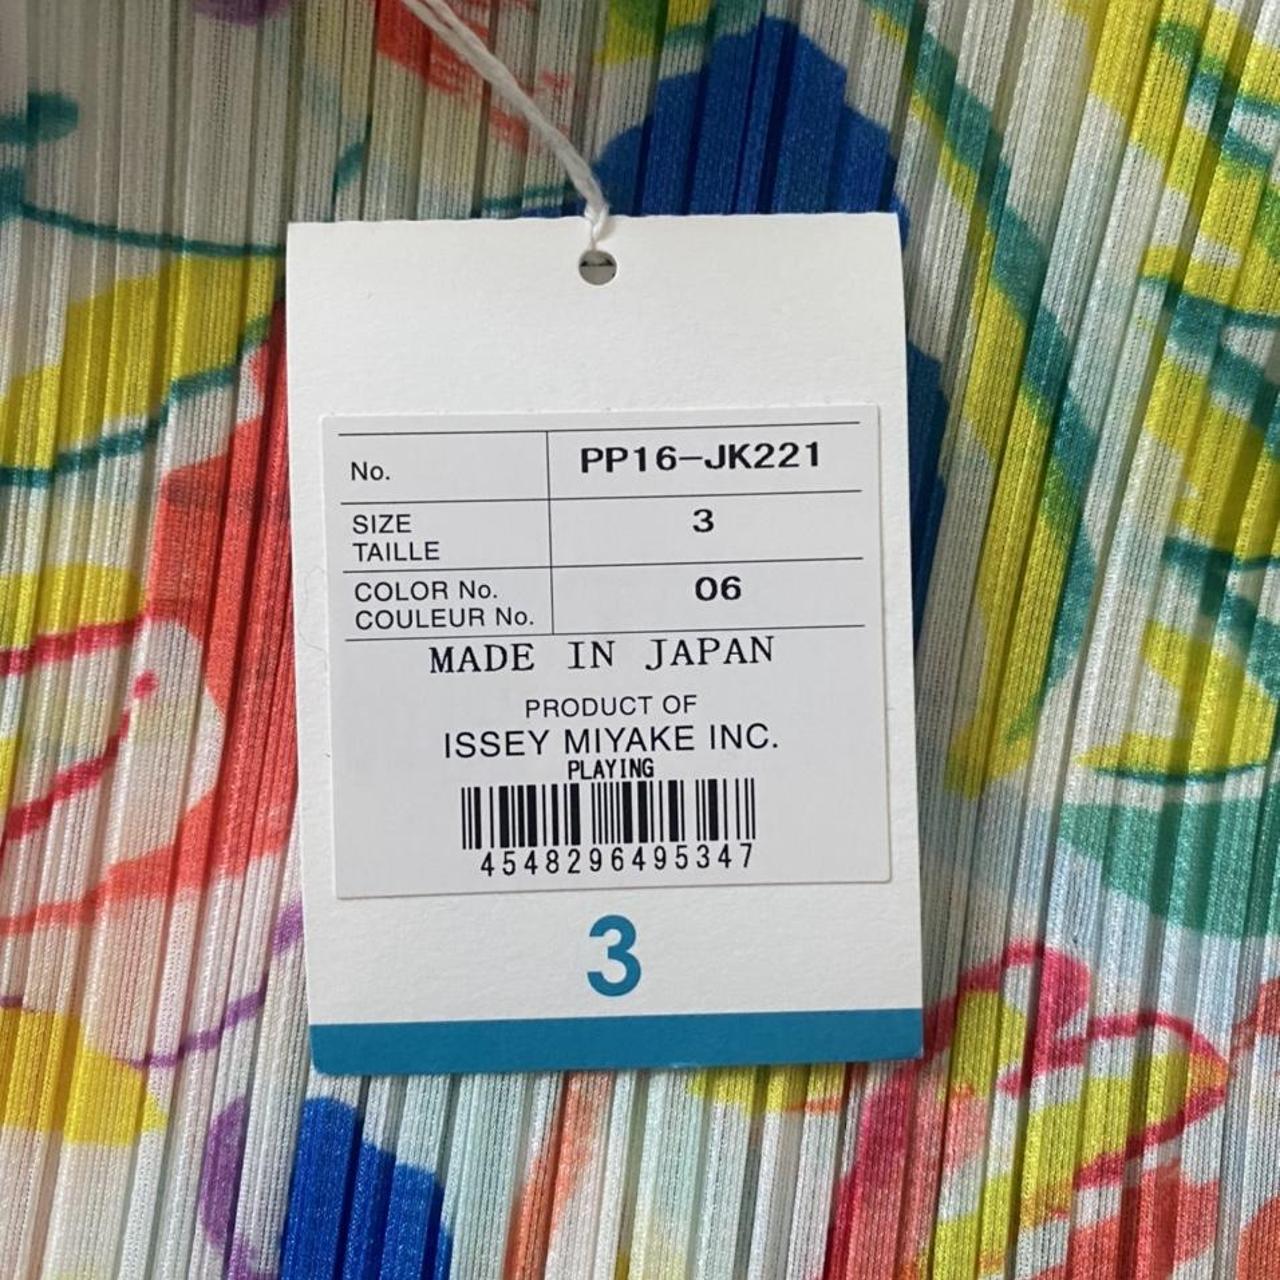 No. PP16-JK221
SIZE 3
TAILLE
COLOR No. 06
COULEUR No.
MADE IN JAPAN
PRODUCT OF
ISSEY MIYAKE INC.
PLAYING
4548296495347
3